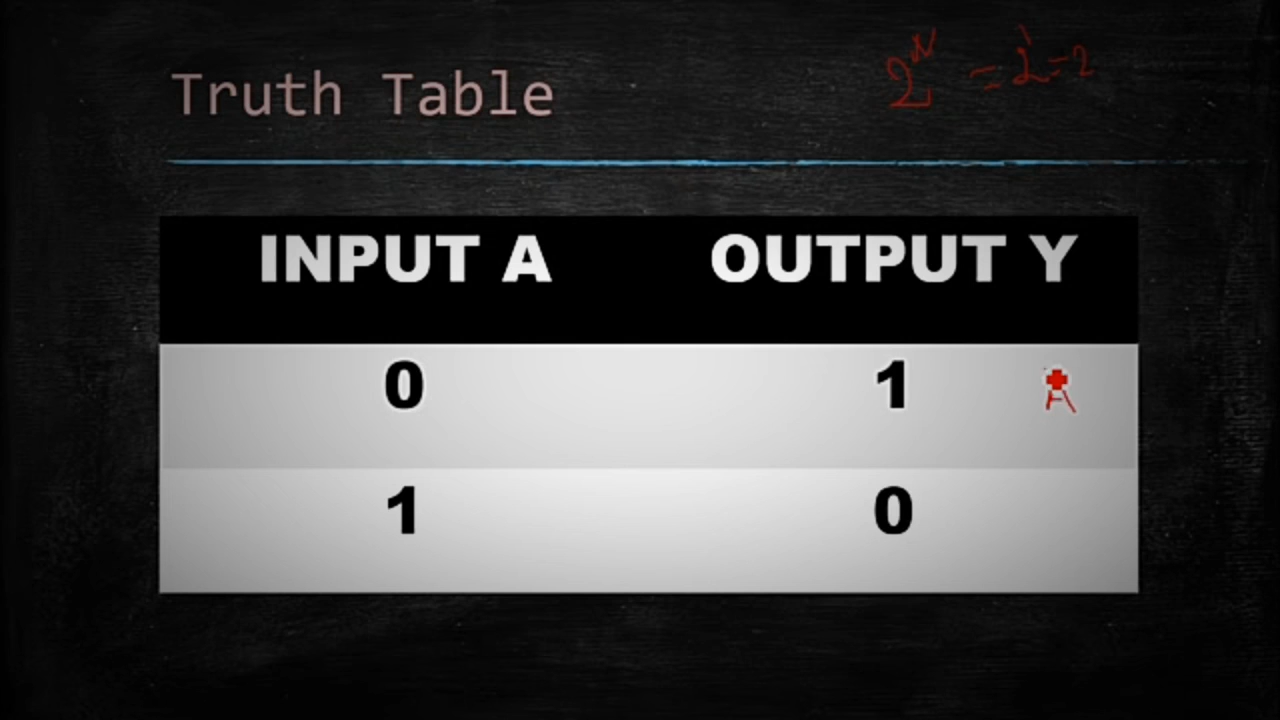 Truth Table
2^N = 2^1 = 2
INPUT A OUTPUT Y
0 1 A
1 0